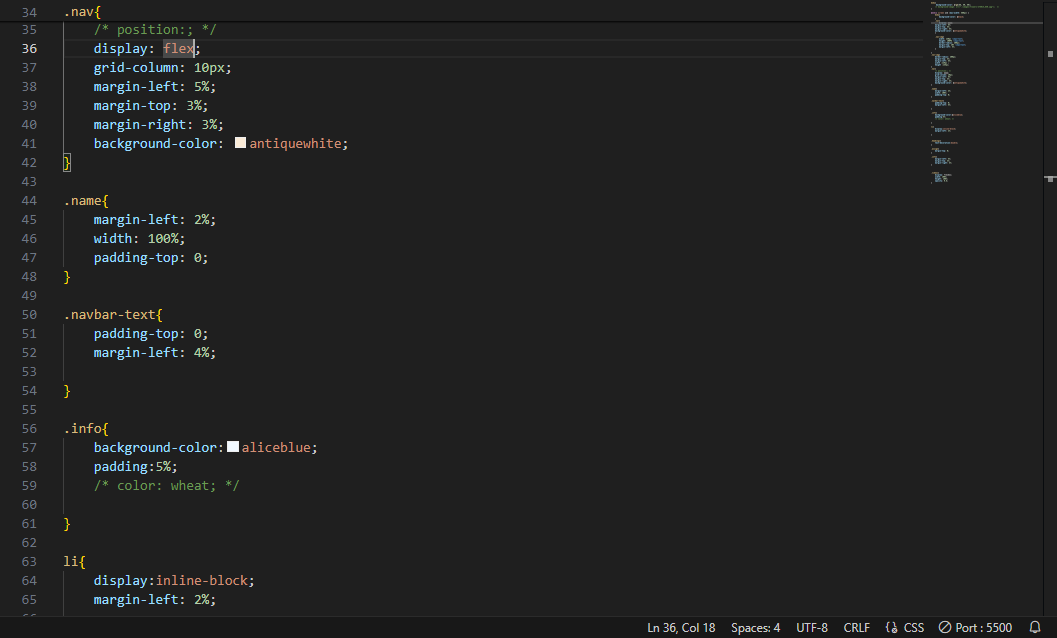 34 .nav{
35 /* position:; */
36 display: flex;
37 grid-column: 10px;
38 margin-left: 5%;
39 margin-top: 3%;
40 margin-right: 3%;
41 background-color: antiquewhite;
42 }
43
44 .name{
45 margin-left: 2%;
46 width: 100%;
47 padding-top: 0;
48 }
49
50 .navbar-text{
51 padding-top: 0;
52 margin-left: 4%;
53
54 }
55
56 .info{
57 background-color:aliceblue;
58 padding:5%;
59 /* color: wheat; */
60
61 }
62
63 li{
64 display:inline-block;
65 margin-left: 2%;
Ln 36, Col 18 Spaces: 4 UTF-8 CRLF CSS Port : 5500